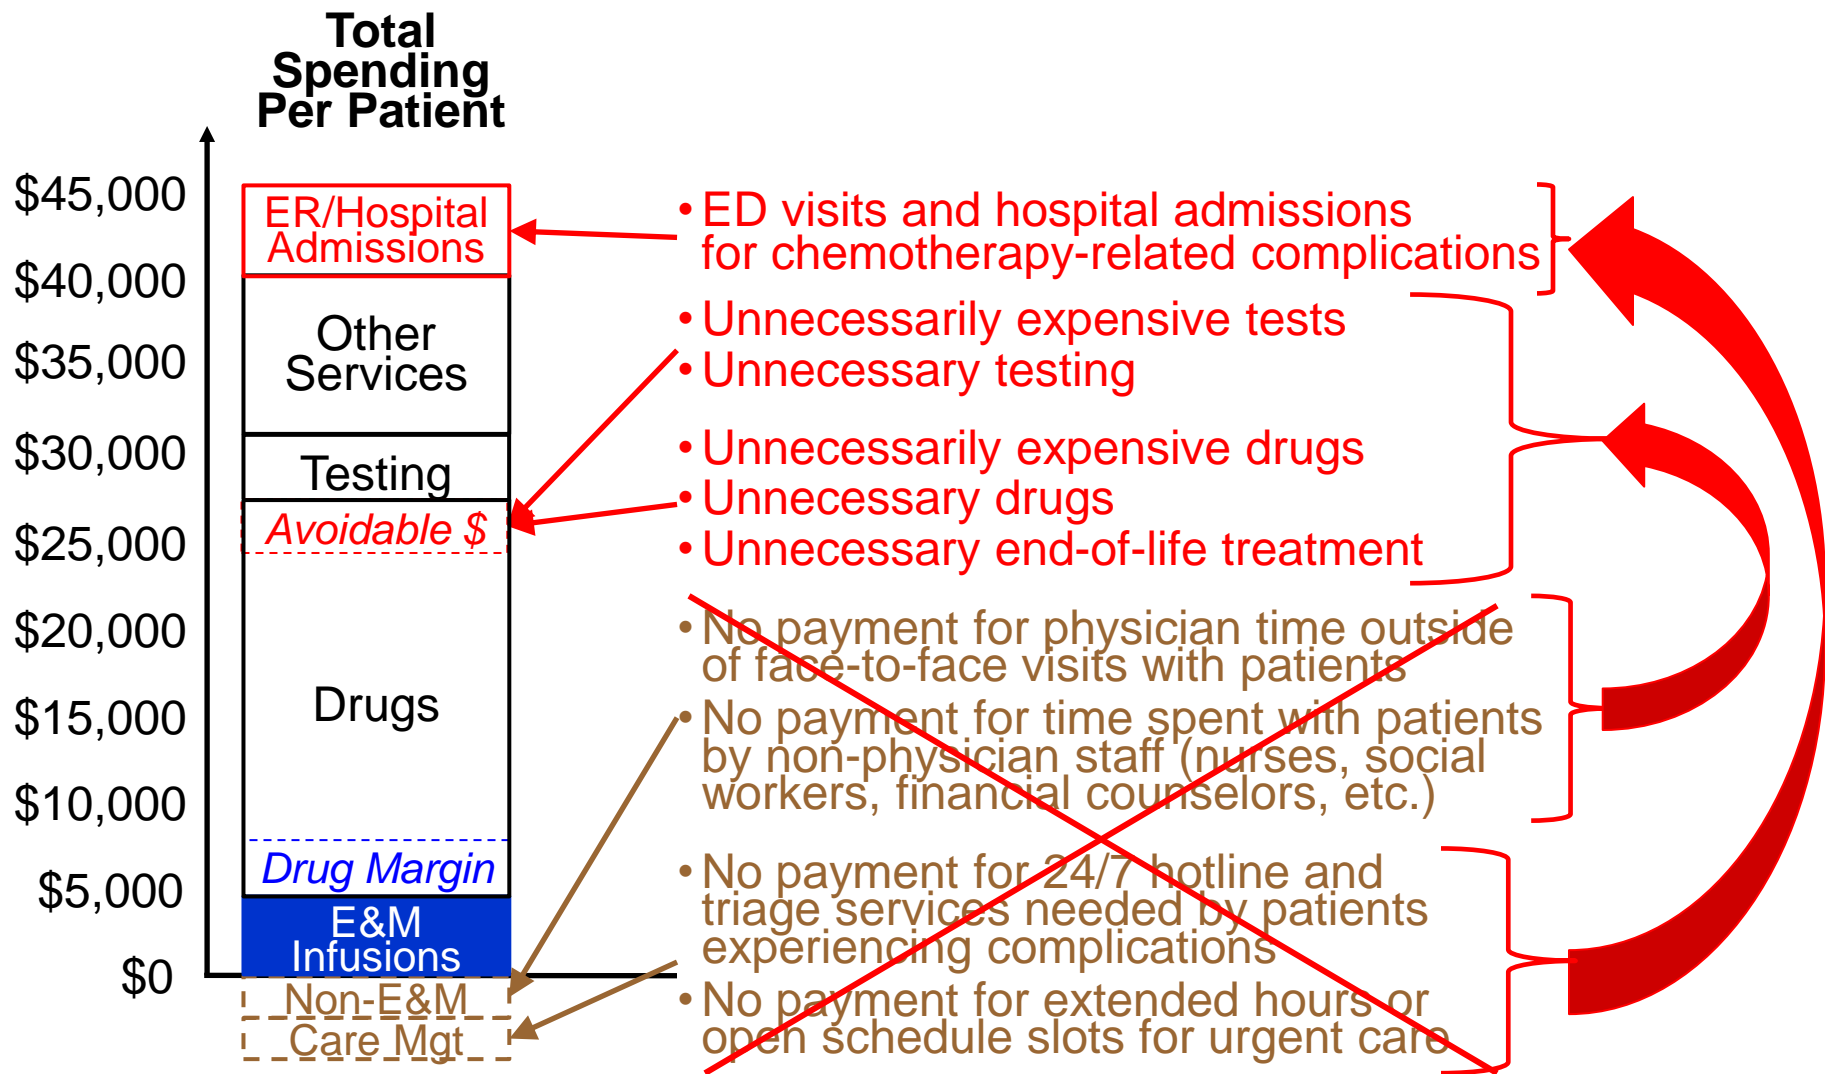 Total
Spending
Per Patient
$45,000
$40,000
$35,000
$30,000
$25,000
$20,000
$15,000
$10,000
$5,000
$0
ER/Hospital
Admissions
Other
Services
Testing
Avoidable $
Drugs
Drug Margin
E&M
Infusions
Non-E&M
Care Mgt
• ED visits and hospital admissions
for chemotherapy-related complications
• Unnecessarily expensive tests
• Unnecessary testing
• Unnecessarily expensive drugs
• Unnecessary drugs
• Unnecessary end-of-life treatment
• No payment for physician time outside
of face-to-face visits with patients
• No payment for time spent with patients
by non-physician staff (nurses, social
workers, financial counselors, etc.)
• No payment for 24/7 hotline and
triage services needed by patients
experiencing complications
• No payment for extended hours or
open schedule slots for urgent care